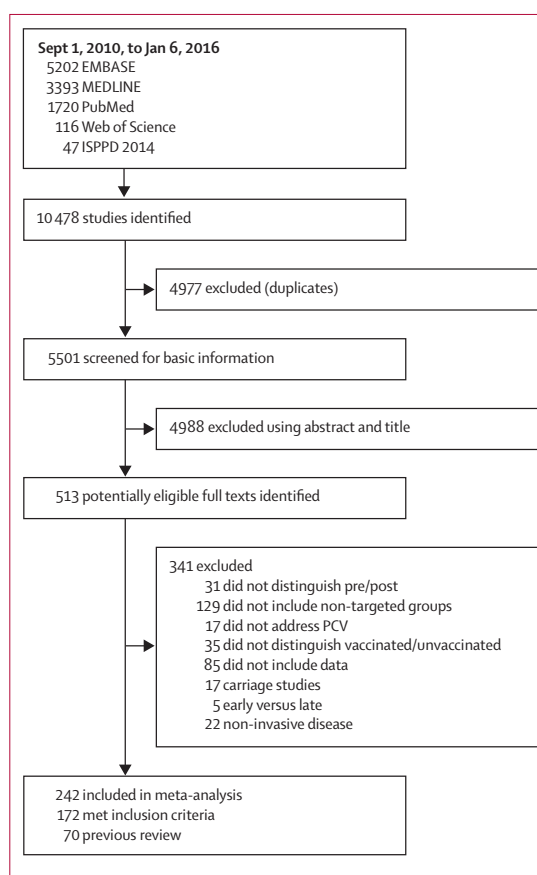 Sept 1, 2010, to Jan 6, 2016
5202 EMBASE
3393 MEDLINE
1720 PubMed
116 Web of Science
47 ISPPD 2014
10 478 studies identified
4977 excluded (duplicates)
5501 screened for basic information
4988 excluded using abstract and title
513 potentially eligible full texts identified
341 excluded
31 did not distinguish pre/post
129 did not include non-targeted groups
17 did not address PCV
35 did not distinguish vaccinated/unvaccinated
85 did not include data
17 carriage studies
5 early versus late
22 non-invasive disease
242 included in meta-analysis
172 met inclusion criteria
70 previous review